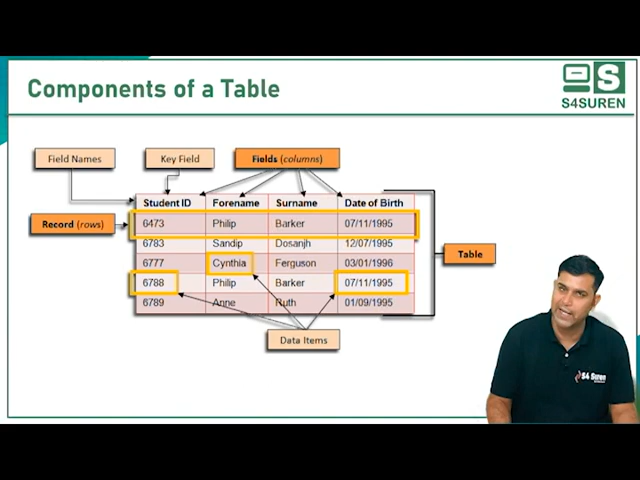 Components of a Table
S
S4SUREN
Field Names
Key Field
Fields (columns)
Student ID Forename Surname Date of Birth
Record (rows)
6473 Philip Barker 07/11/1995
6783 Sandip Dosanjh 12/07/1995
Table
6777 Cynthia Ferguson 03/01/1996
6788 Philip Barker 07/11/1995
6789 Anne Ruth 01/09/1995
Data Items
S4 Suren